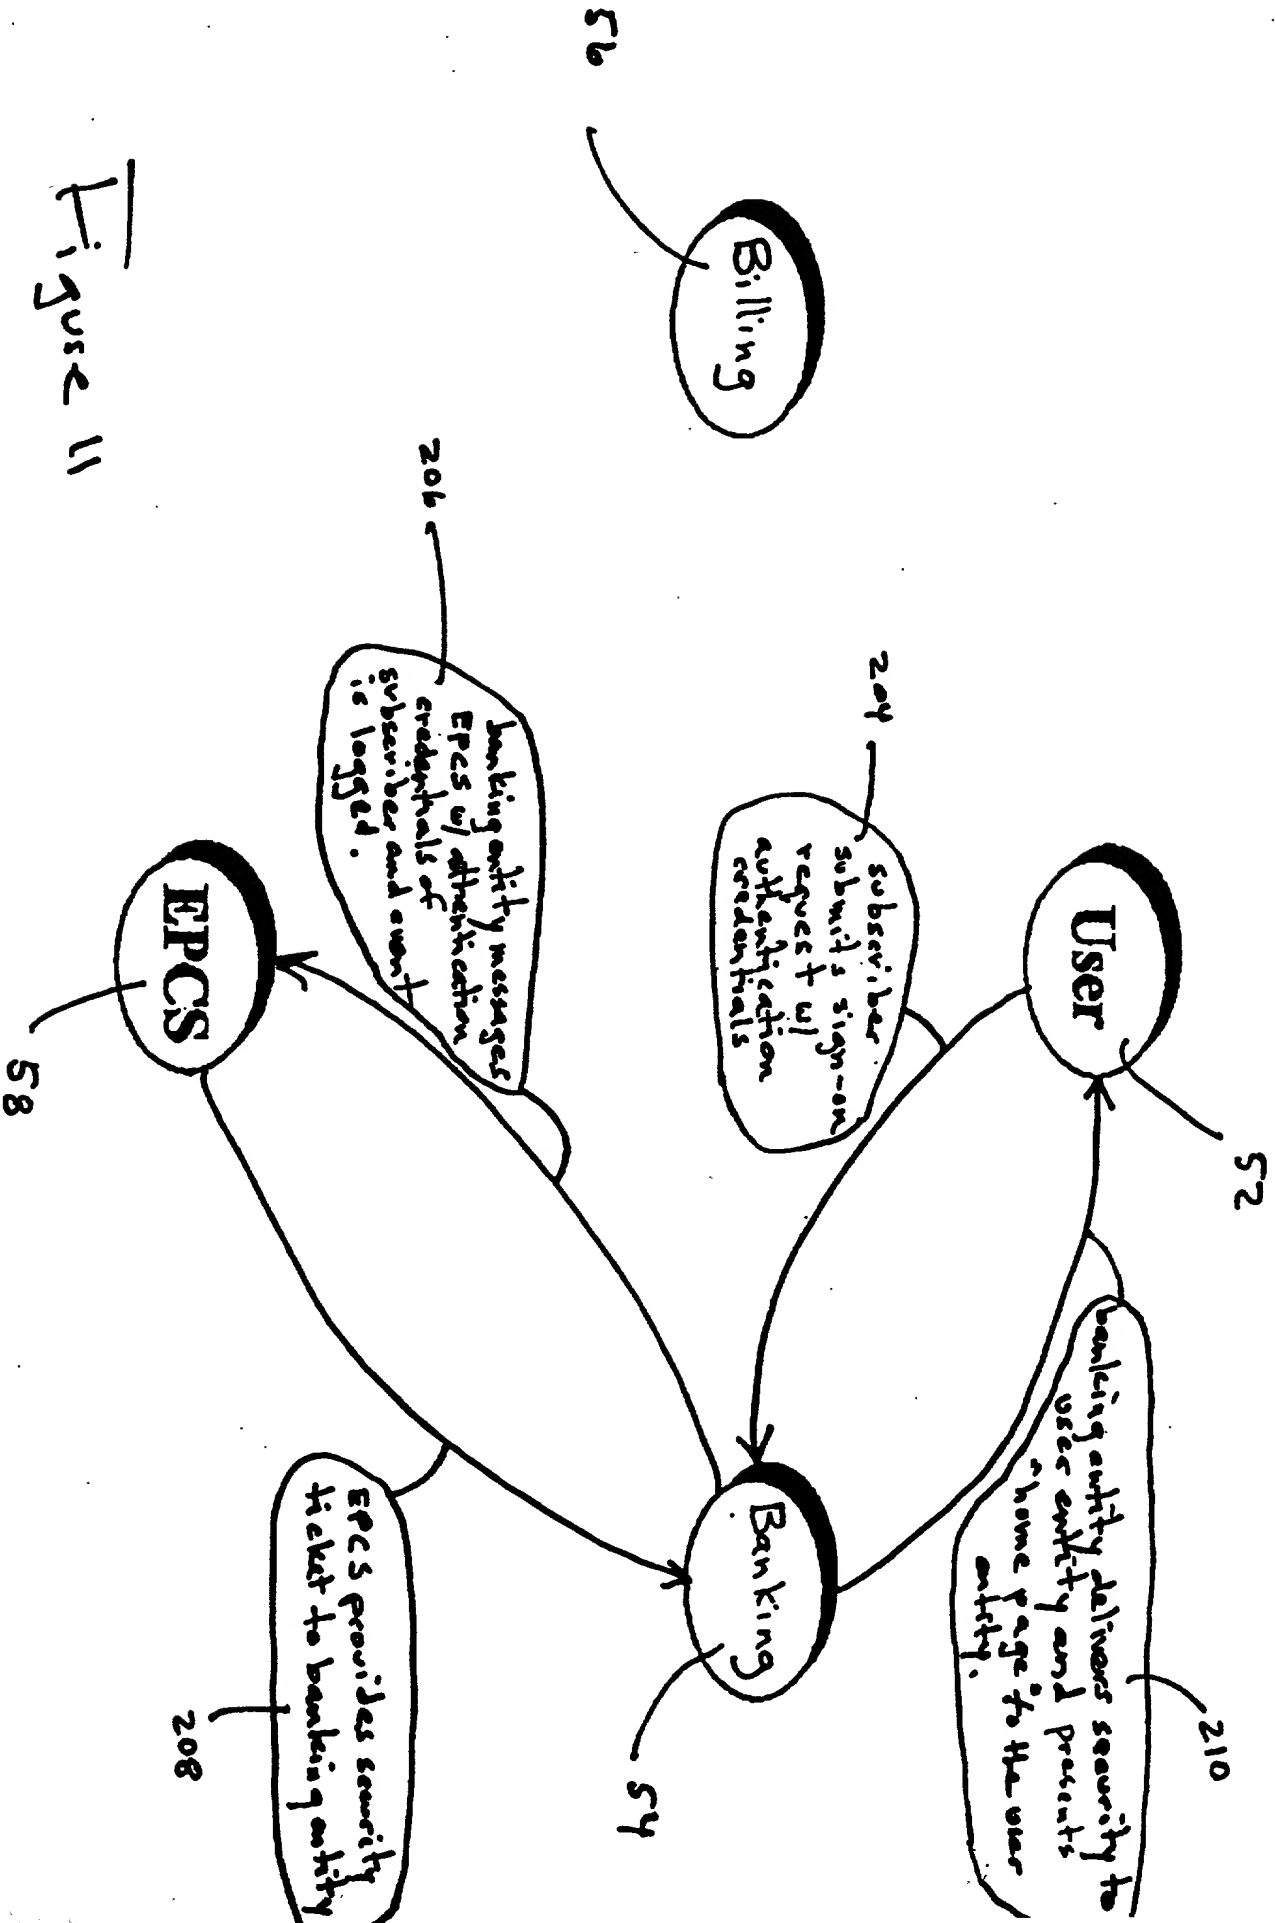 52
User
210
banking entity delivers security to
user entity and presents
"home page" to the user
entity.
204
subscriber
submits sign-on
request w/
authentication
credentials
56
Billing
Banking
54
206
banking entity messages
EPCS w/ athentication
credentials of
subscriber and event
is logged.
EPCS
58
EPCS provides security
ticket to banking entity
208
Figure 11